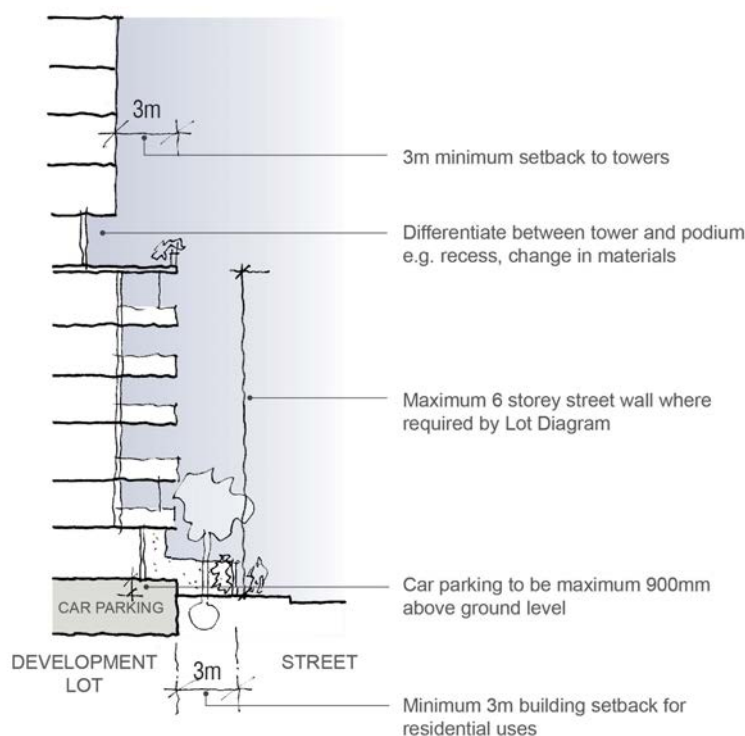 3m
3m minimum setback to towers
Differentiate between tower and podium
e.g. recess, change in materials
Maximum 6 storey street wall where
required by Lot Diagram
Car parking to be maximum 900mm
above ground level
CAR PARKING
DEVELOPMENT
LOT
STREET
3m
Minimum 3m building setback for
residential uses